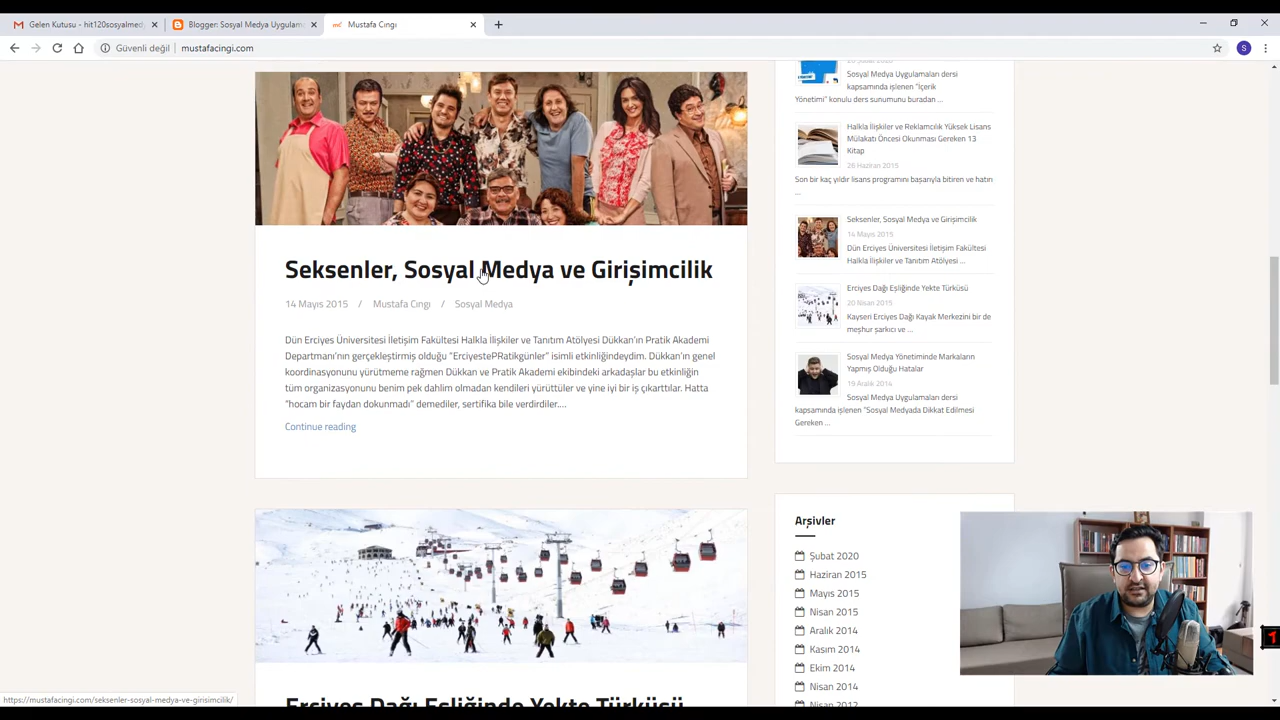 Gelen Kutusu - hit120sosyalmedy
Blogger: Sosyal Medya Uygulama
Mustafa Cıngı
Güvenli değil
mustafacingi.com
S
Seksenler, Sosyal Medya ve Girişimcilik
14 Mayıs 2015 / Mustafa Cıngı / Sosyal Medya
Dün Erciyes Üniversitesi İletişim Fakültesi Halkla İlişkiler ve Tanıtım Atölyesi Dükkan’ın Pratik Akademi
Departmanı’nın gerçekleştirmiş olduğu “ErciyestePRatikgünler” isimli etkinliğindeydim. Dükkan’ın genel
koordinasyonunu yürütmeme rağmen Dükkan ve Pratik Akademi ekibindeki arkadaşlar bu etkinliğin
tüm organizasyonunu benim pek dahlim olmadan kendileri yürüttüler ve yine iyi bir iş çıkarttılar. Hatta
“hocam bir faydan dokunmadı” demediler, sertifika bile verdirdiler.…
Continue reading
Sosyal Medya Uygulamaları dersi
kapsamında işlenen “İçerik
Yönetimi” konulu ders sunumunu buradan ...
Halkla İlişkiler ve Reklamcılık Yüksek Lisans
Mülakatı Öncesi Okunması Gereken 13
Kitap
26 Haziran 2015
Son bir kaç yıldır lisans programını başarıyla bitiren ve hatırı
...
Seksenler, Sosyal Medya ve Girişimcilik
14 Mayıs 2015
Dün Erciyes Üniversitesi İletişim Fakültesi
Halkla İlişkiler ve Tanıtım Atölyesi ...
Erciyes Dağı Eşliğinde Yekte Türküsü
20 Nisan 2015
Kayseri Erciyes Dağı Kayak Merkezini bir de
meşhur şarkıcı ve ...
Sosyal Medya Yönetiminde Markaların
Yapmış Olduğu Hatalar
19 Aralık 2014
Sosyal Medya Uygulamaları dersi
kapsamında işlenen “Sosyal Medyada Dikkat Edilmesi
Gereken ...
Arşivler
Şubat 2020
Haziran 2015
Mayıs 2015
Nisan 2015
Aralık 2014
Kasım 2014
Ekim 2014
Nisan 2014
Nisan 2012
Erciyes Dağı Eşliğinde Yekte Türküsü
https://mustafacingi.com/seksenler-sosyal-medya-ve-girisimcilik/
1